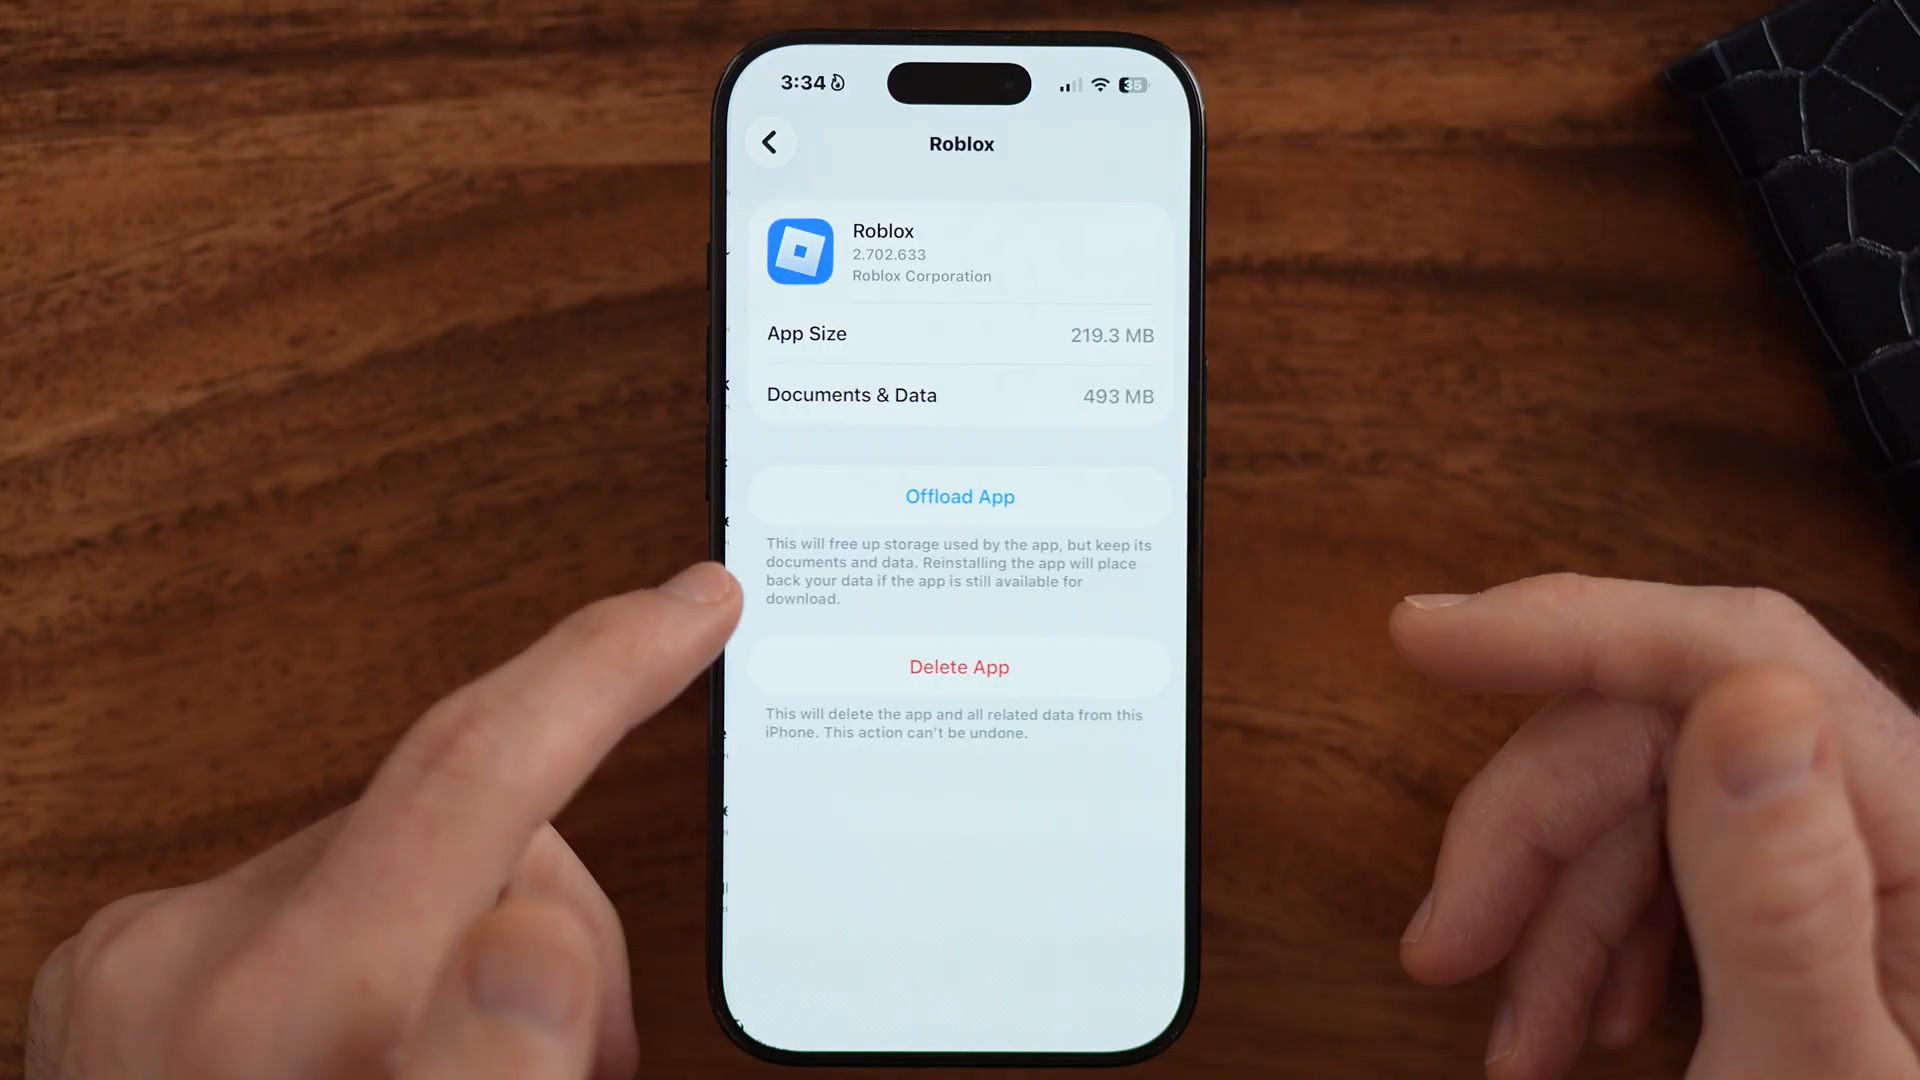 3:34
35
Roblox
Roblox
2.702.633
Roblox Corporation
App Size 219.3 MB
Documents & Data 493 MB
Offload App
This will free up storage used by the app, but keep its
documents and data. Reinstalling the app will place
back your data if the app is still available for
download.
Delete App
This will delete the app and all related data from this
iPhone. This action can't be undone.